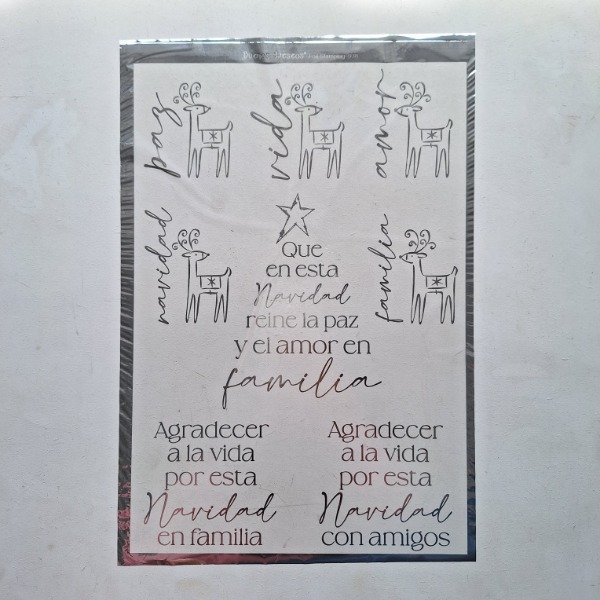 paz
vida
amor
navidad
familia
Que
en esta
Navidad
reine la paz
y el amor en
familia
Agradecer
a la vida
por esta
Navidad
en familia
Agradecer
a la vida
por esta
Navidad
con amigos